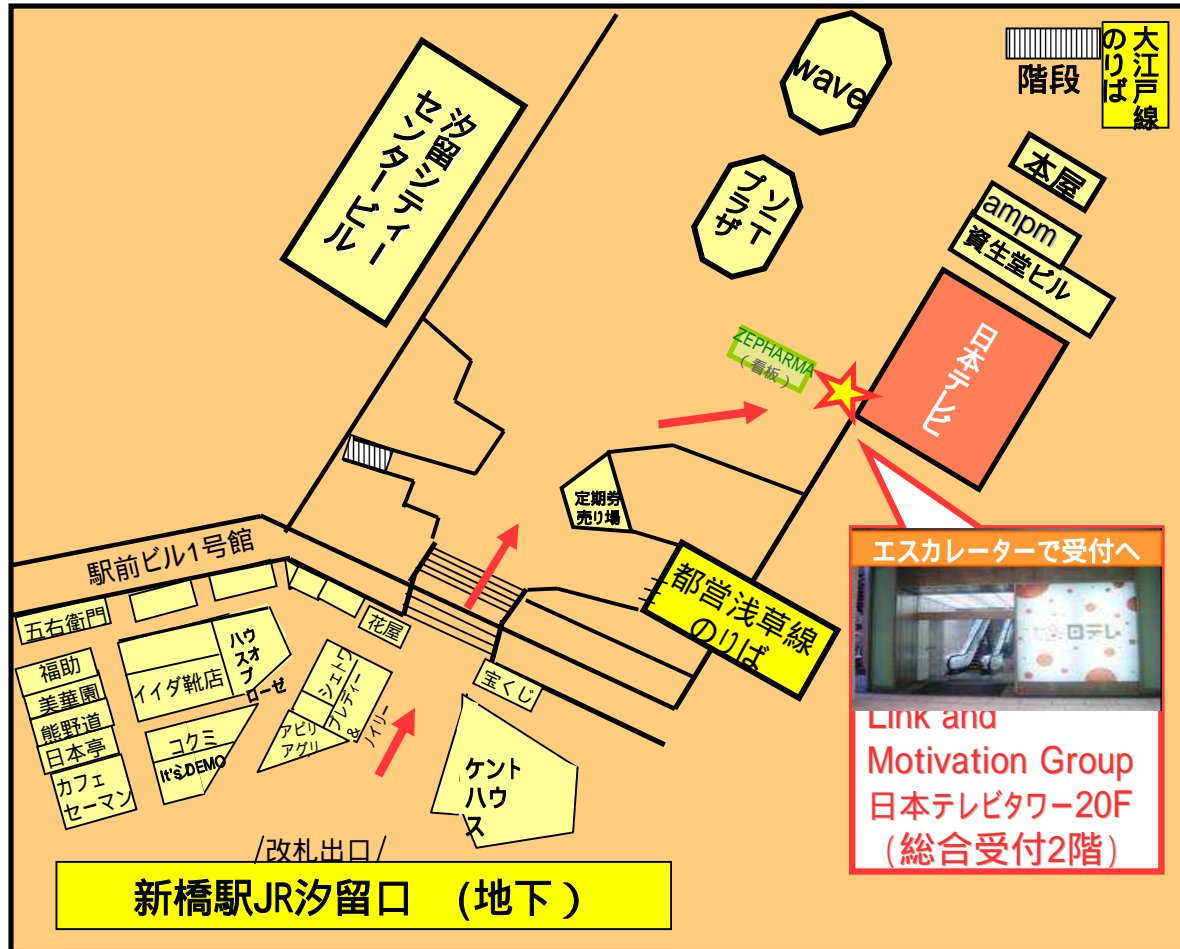 wave
階段
大江戸線
のりば
汐留シティー
センタービル
ソニー
プラザ
本屋
ampm
資生堂ビル
日本テレビ
ZEPHARMA
(看板)
定期券
売り場
駅前ビル1号館
都営浅草線
のりば
五右衛門
福助
美華園
熊野道
日本亭
カフェ
セーマン
イイダ靴店
ハウ
スオ
ブ
ローゼ
コクミ
It'sDEMO
花屋
シェトワ
プレティー
&
ノイリー
アビリ
アグリ
宝くじ
ケント
ハウ
ス
エスカレーターで受付へ
日テレ
Link and
Motivation Group
日本テレビタワー20F
(総合受付2階)
/改札出口/
新橋駅JR汐留口 (地下)